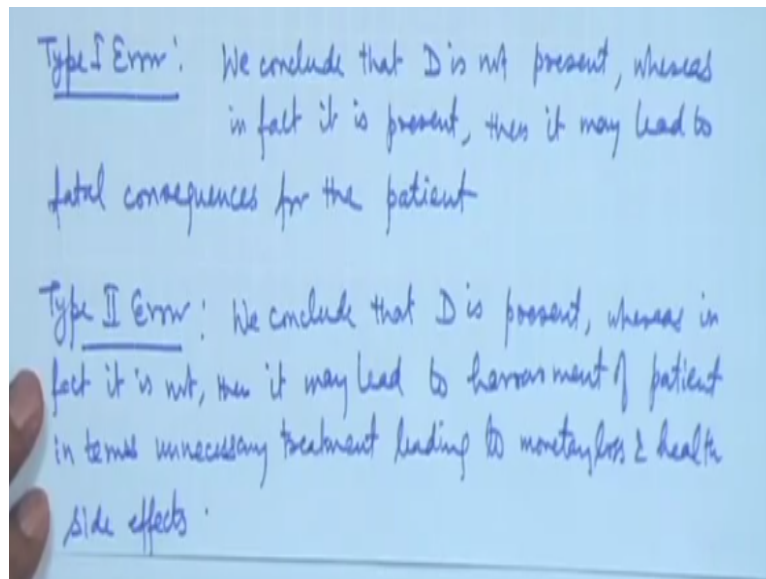 Type I Error: We conclude that D is not present, whereas
in fact it is present, then it may lead to
fatal consequences for the patient
Type II Error: We conclude that D is present, whereas in
fact it is not, then it may lead to harrasment of patient
in terms unnecessary treatment leading to monetary loss & health
side effects.